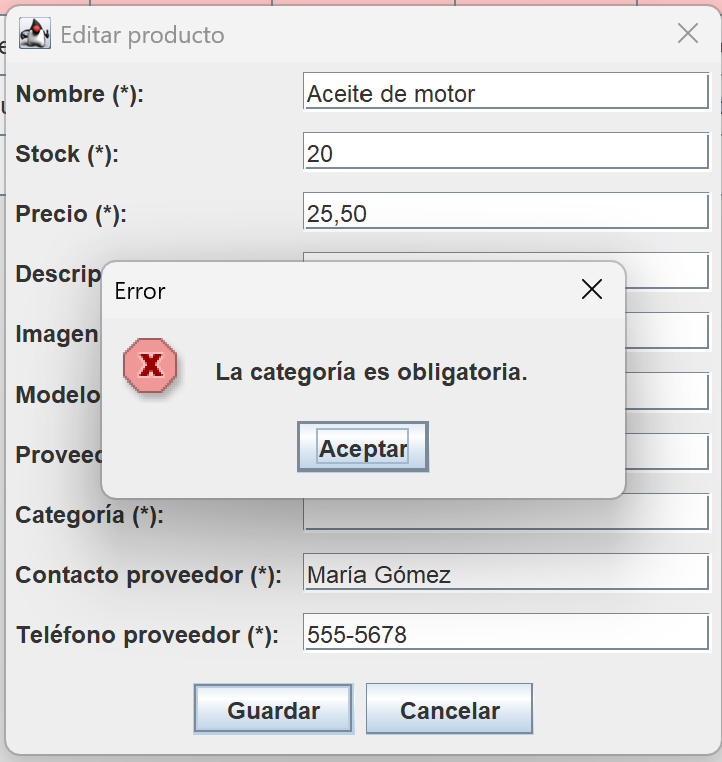 Editar producto
Nombre (*):
Aceite de motor
Stock (*):
20
Precio (*):
25,50
Descrip
Error
Imagen
La categoría es obligatoria.
Modelo
Aceptar
Proveed
Categoría (*):
Contacto proveedor (*):
María Gómez
Teléfono proveedor (*):
555-5678
Guardar
Cancelar